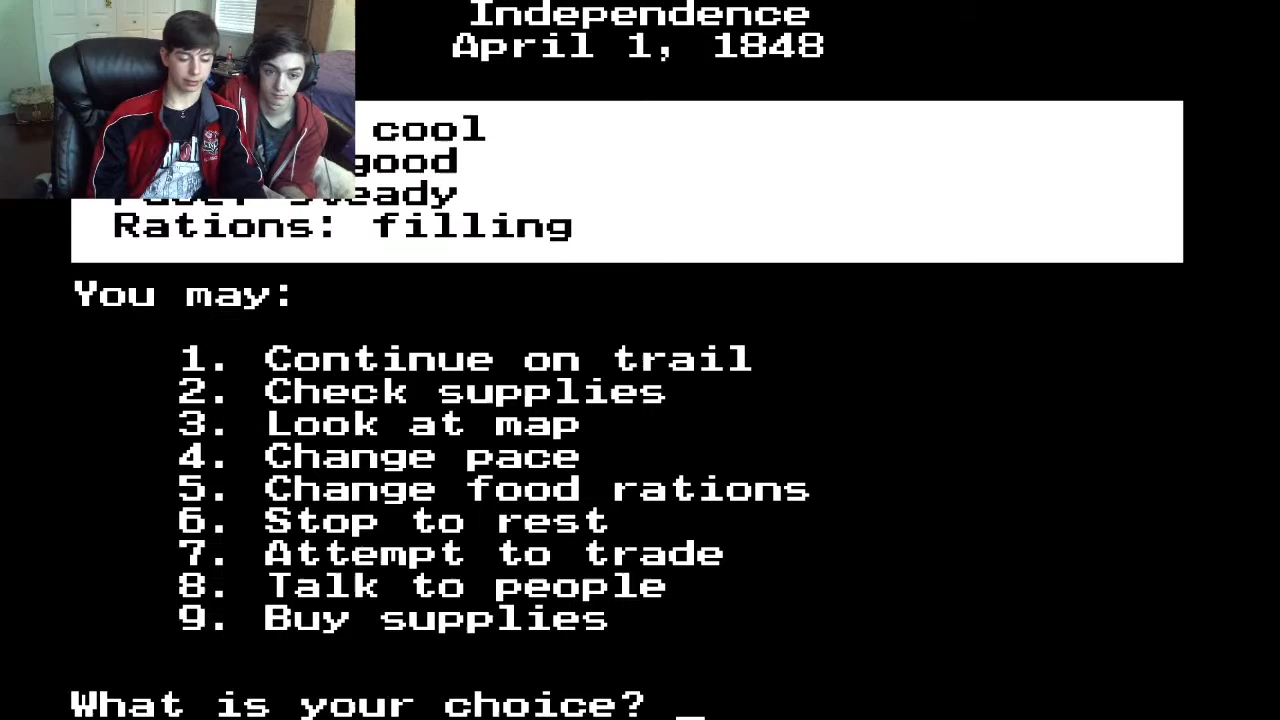 Independence
April 1, 1848
cool
good
steady
Rations: filling
You may:
1. Continue on trail
2. Check supplies
3. Look at map
4. Change pace
5. Change food rations
6. Stop to rest
7. Attempt to trade
8. Talk to people
9. Buy supplies
What is your choice? _